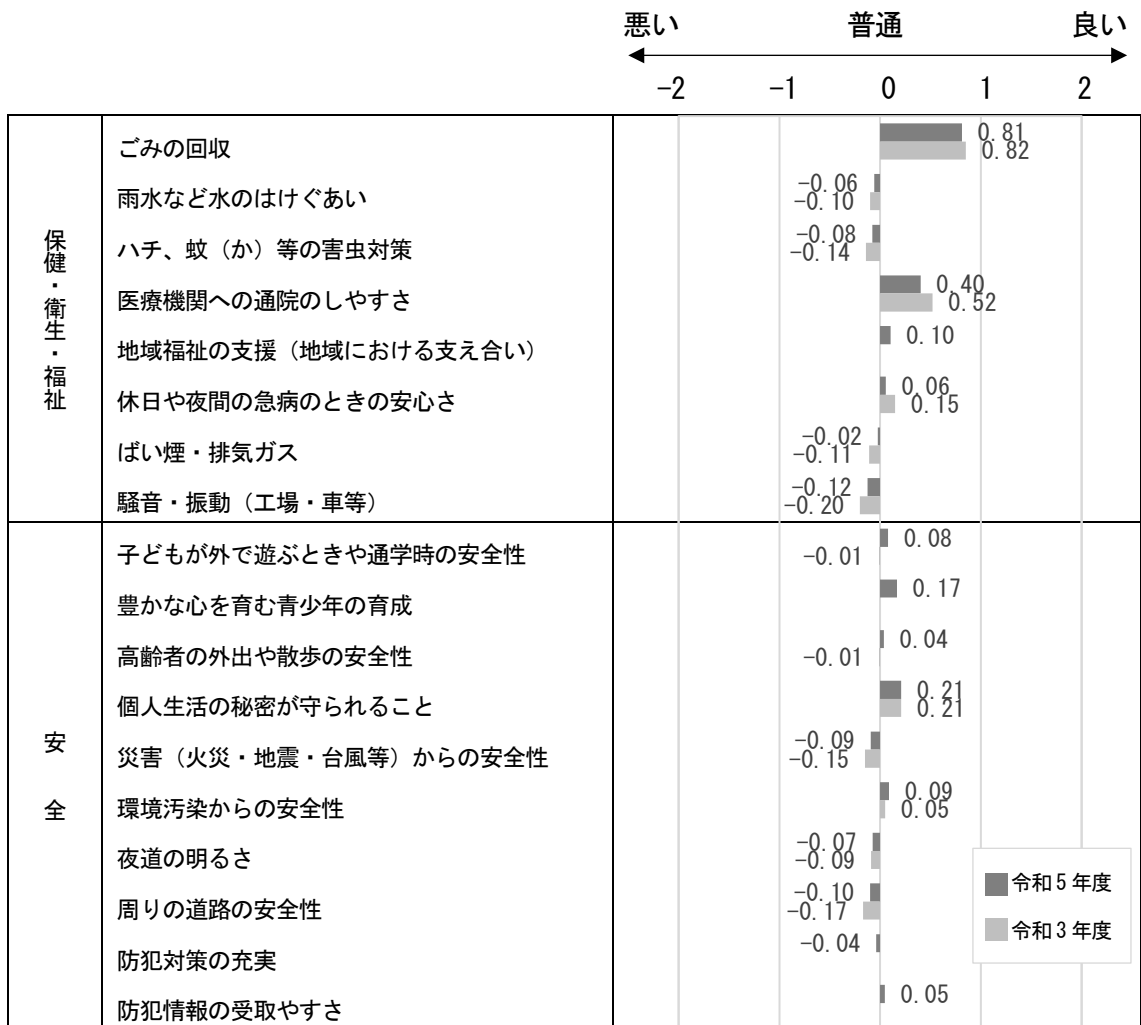 悪い 普通 良い
-2 -1 0 1 2
保健・衛生・福祉
ごみの回収 0.81
0.82
雨水など水のはけぐあい -0.06
-0.10
ハチ、蚊(か)等の害虫対策 -0.08
-0.14
医療機関への通院のしやすさ 0.40
0.52
地域福祉の支援(地域における支え合い) 0.10
休日や夜間の急病のときの安心さ 0.06
0.15
ばい煙・排気ガス -0.02
-0.11
騒音・振動(工場・車等) -0.12
-0.20
安全
子どもが外で遊ぶときや通学時の安全性 0.08
-0.01
豊かな心を育む青少年の育成 0.17
高齢者の外出や散歩の安全性 0.04
-0.01
個人生活の秘密が守られること 0.21
0.21
災害(火災・地震・台風等)からの安全性 -0.09
-0.15
環境汚染からの安全性 0.09
0.05
夜道の明るさ -0.07
-0.09
周りの道路の安全性 -0.10
-0.17
防犯対策の充実 -0.04
防犯情報の受取やすさ 0.05
令和5年度
令和3年度